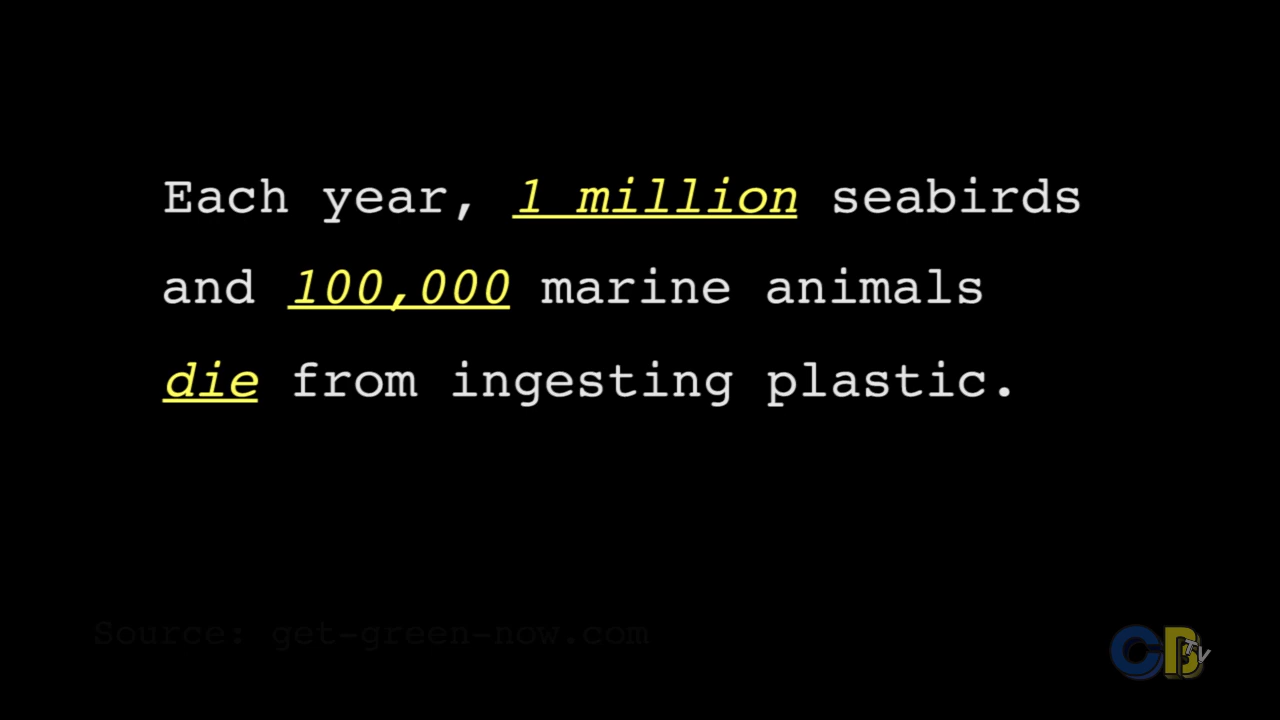 Each year, 1 million seabirds
and 100,000 marine animals
die from ingesting plastic.
Source: get-green-now.com
CBTV